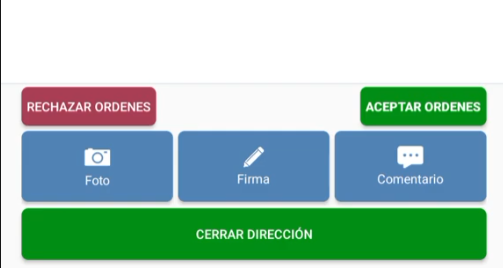 RECHAZAR ORDENES
ACEPTAR ORDENES
Foto
Firma
Comentario
CERRAR DIRECCIÓN